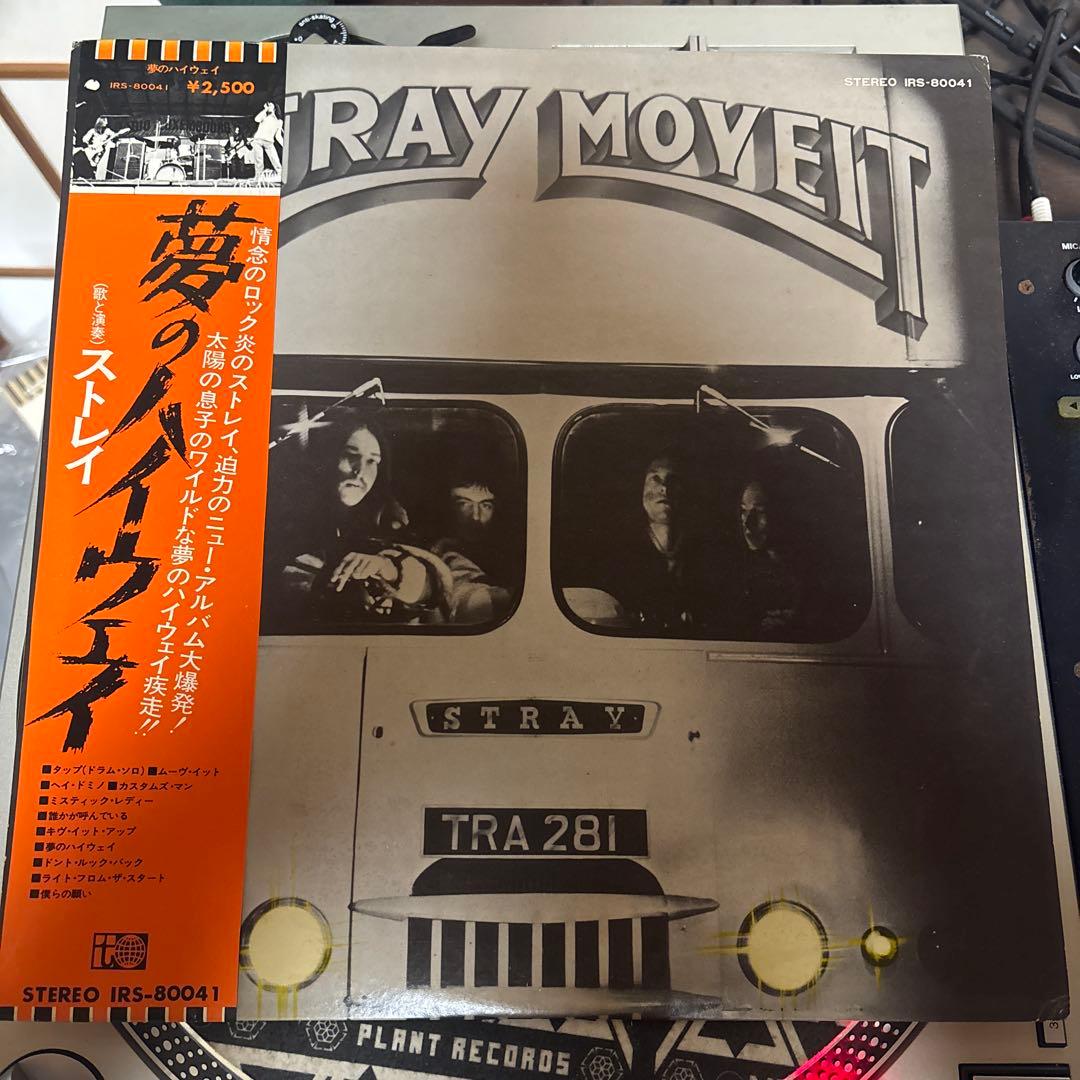 anti-skating
夢のハイウェイ
IRS-80041 ¥2,500
STEREO IRS-80041
TRAY MOVEIT
夢のハイウェイ
(歌と演奏)ストレイ
情念のロック炎のストレイ、迫力のニュー・アルバム大爆発!
太陽の息子のワイルドな夢のハイウェイ疾走!!
STRAY
TRA 281
■タップ(ドラム・ソロ) ■ムーヴ・イット
■ヘイ・ドミノ ■カスタムズ・マン
■ミスティック・レディー
■誰かが呼んでいる
■キヴ・イット・アップ
■夢のハイウェイ
■ドント・ルック・バック
■ライト・フロム・ザ・スタート
■僕らの願い
it
STEREO IRS-80041
PLANT RECORDS
MIC